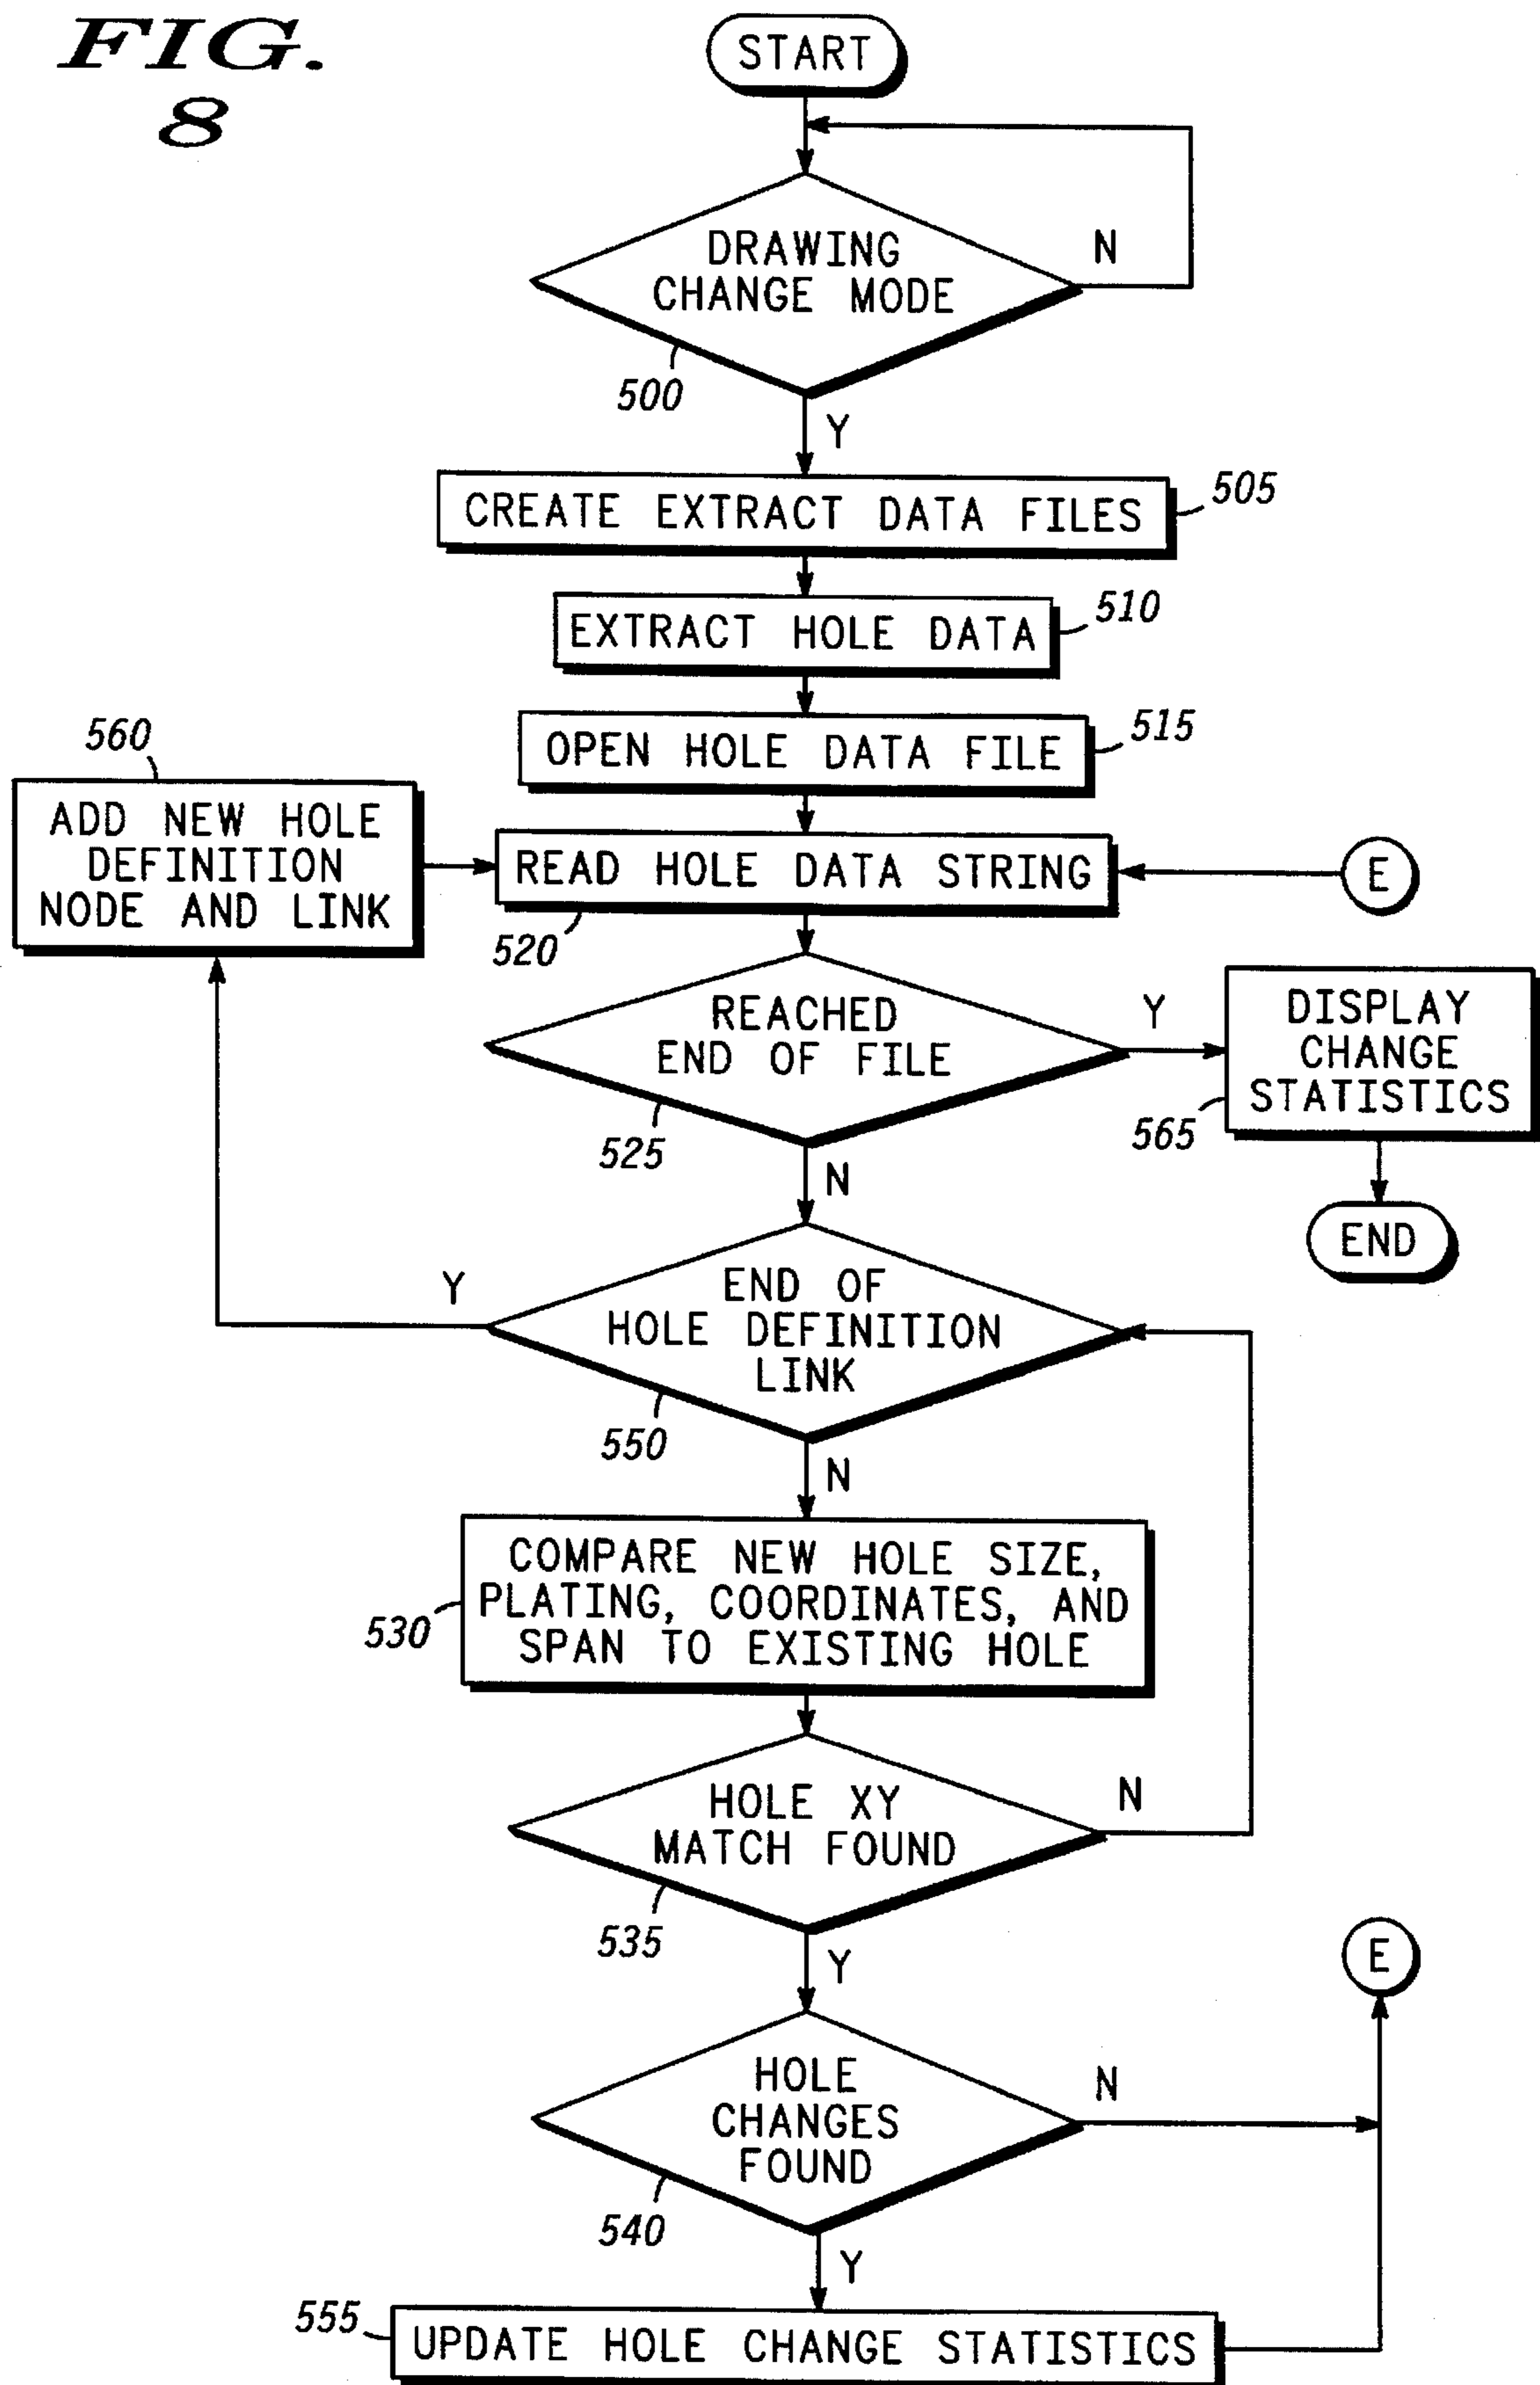 FIG.
8
START
DRAWING
CHANGE MODE
N
500
Y
CREATE EXTRACT DATA FILES
505
EXTRACT HOLE DATA
510
OPEN HOLE DATA FILE
515
560
ADD NEW HOLE
DEFINITION
NODE AND LINK
READ HOLE DATA STRING
E
520
REACHED
END OF FILE
Y
525
N
DISPLAY
CHANGE
STATISTICS
565
END
END OF
HOLE DEFINITION
LINK
Y
550
N
COMPARE NEW HOLE SIZE,
PLATING, COORDINATES, AND
SPAN TO EXISTING HOLE
530
HOLE XY
MATCH FOUND
N
535
Y
E
HOLE
CHANGES
FOUND
N
540
Y
555
UPDATE HOLE CHANGE STATISTICS